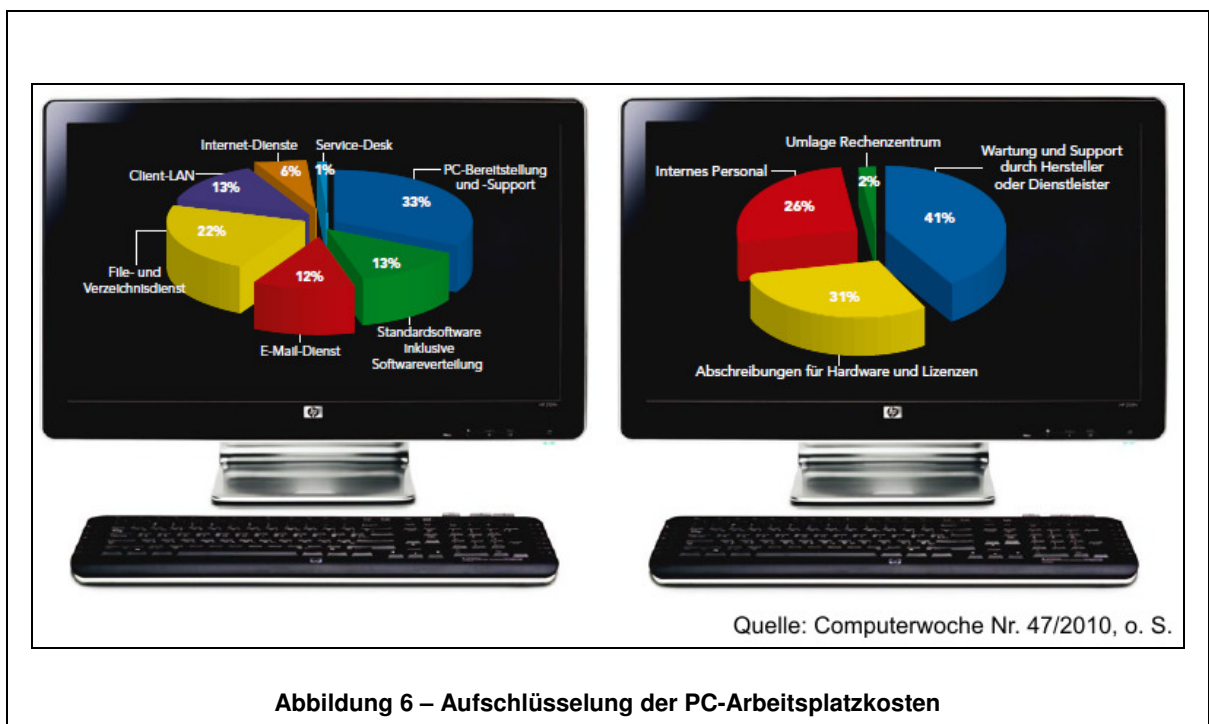 Internet-Dienste
Service-Desk
6%
1%
Client-LAN
13%
PC-Bereitstellung
und -Support
33%
22%
File- und
Verzeichnisdienst
12%
13%
E-Mail-Dienst
Standardsoftware
inklusive
Softwareverteilung
hp
Umlage Rechenzentrum
Wartung und Support
durch Hersteller
oder Dienstleister
Internes Personal
2%
26%
41%
31%
Abschreibungen für Hardware und Lizenzen
hp
Quelle: Computerwoche Nr. 47/2010, o. S.
Abbildung 6 – Aufschlüsselung der PC-Arbeitsplatzkosten